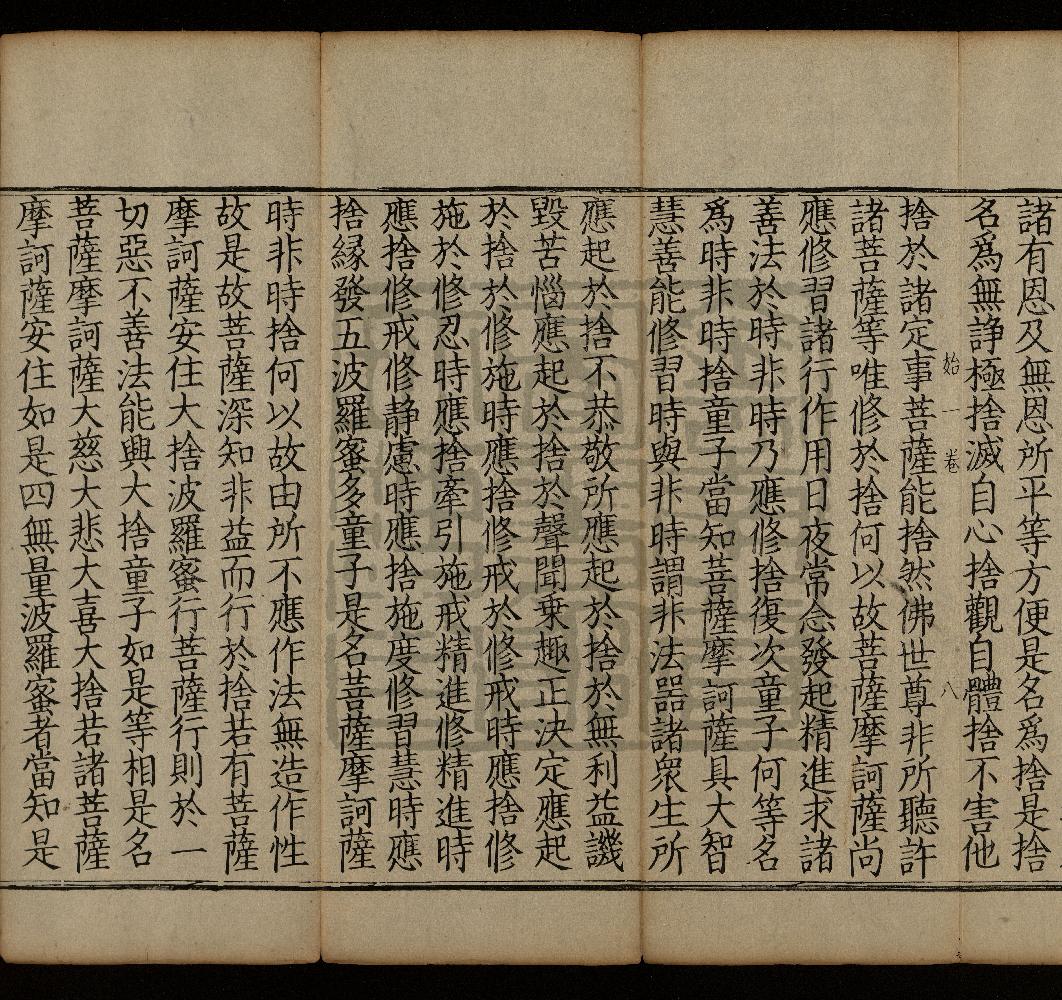 諸有恩及無恩所平等方便是名爲捨是捨
名爲無諍極捨滅自心捨觀自體捨不害他
始一 卷 八
捨於諸定事菩薩能捨然佛世尊非所聽許
諸菩薩等唯修於捨何以故菩薩摩訶薩尚
應修習諸行作用日夜常念發起精進求諸
善法於時非時乃應修捨復次童子何等名
爲時非時捨童子當知菩薩摩訶薩具大智
慧善能修習時與非時謂非法器諸衆生所
應起於捨不恭敬所應起於捨於無利益譏
毀苦惱應起於捨於聲聞乗趣正決定應起
於捨於修施時應捨修戒於修戒時應捨修
施於修忍時應捨牽引施戒精進修精進時
應捨修戒修静慮時應捨施度修習慧時應
捨縁發五波羅蜜多童子是名菩薩摩訶薩
時非時捨何以故由所不應作法無造作性
故是故菩薩深知非益而行於捨若有菩薩
摩訶薩安住大捨波羅蜜行菩薩行則於一
切惡不善法能興大捨童子如是等相是名
菩薩摩訶薩大慈大悲大喜大捨若諸菩薩
摩訶薩安住如是四無量波羅蜜者當知是